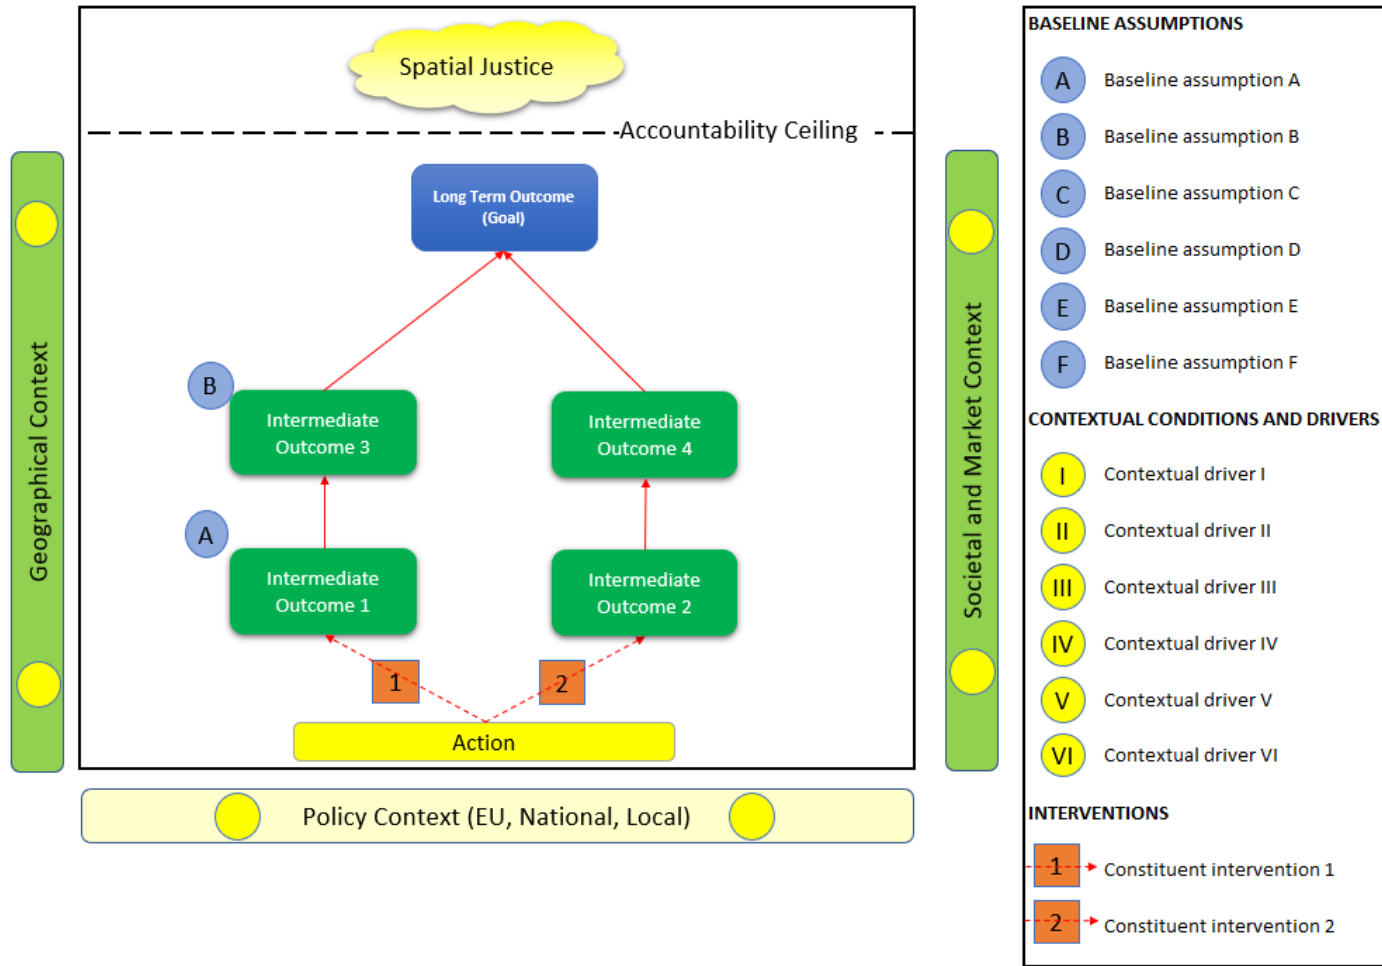 Spatial Justice
Accountability Ceiling
Long Term Outcome
(Goal)
Geographical Context
B
Intermediate
Outcome 3
Intermediate
Outcome 4
A
Intermediate
Outcome 1
Intermediate
Outcome 2
1
2
Action
Societal and Market Context
Policy Context (EU, National, Local)
BASELINE ASSUMPTIONS
A Baseline assumption A
B Baseline assumption B
C Baseline assumption C
D Baseline assumption D
E Baseline assumption E
F Baseline assumption F
CONTEXTUAL CONDITIONS AND DRIVERS
I Contextual driver I
II Contextual driver II
III Contextual driver III
IV Contextual driver IV
V Contextual driver V
VI Contextual driver VI
INTERVENTIONS
1 Constituent intervention 1
2 Constituent intervention 2